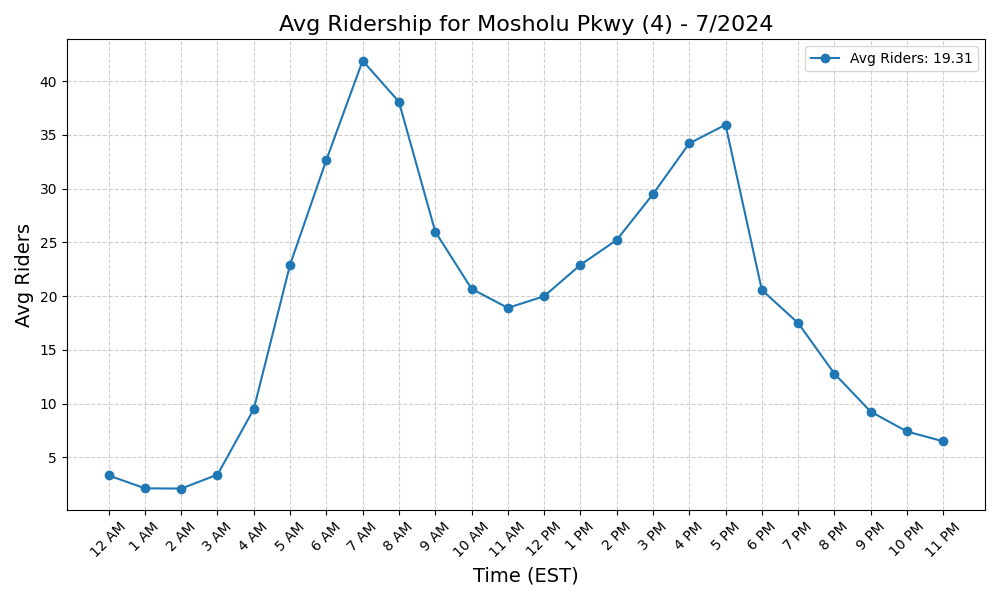 Avg Ridership for Mosholu Pkwy (4) - 7/2024
Avg Riders: 19.31
Avg Riders
40
35
30
25
20
15
10
5
12 AM
1 AM
2 AM
3 AM
4 AM
5 AM
6 AM
7 AM
8 AM
9 AM
10 AM
11 AM
12 PM
1 PM
2 PM
3 PM
4 PM
5 PM
6 PM
7 PM
8 PM
9 PM
10 PM
11 PM
Time (EST)